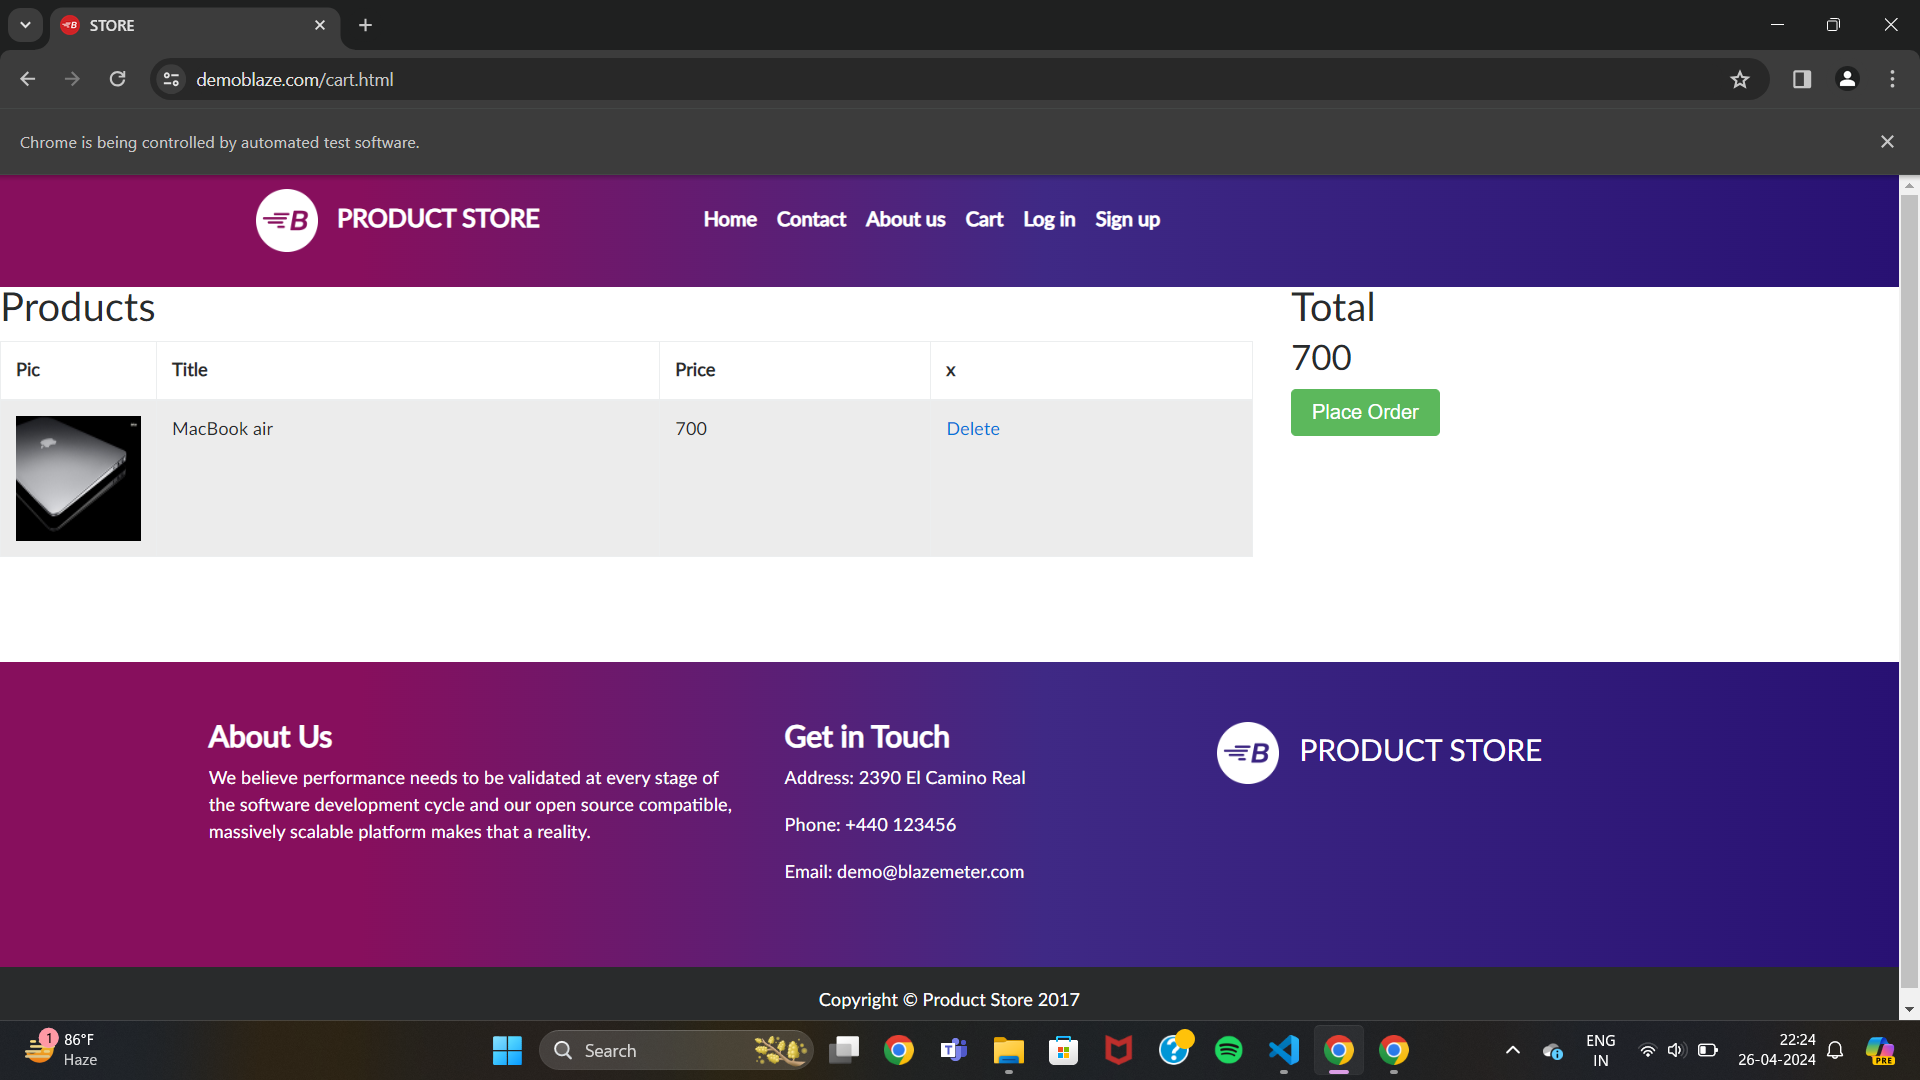 STORE
demoblaze.com/cart.html
Chrome is being controlled by automated test software.
B PRODUCT STORE Home Contact About us Cart Log in Sign up
Products
Pic Title Price x
MacBook air 700 Delete
Total
700
Place Order
About Us
We believe performance needs to be validated at every stage of
the software development cycle and our open source compatible,
massively scalable platform makes that a reality.
Get in Touch
Address: 2390 El Camino Real
Phone: +440 123456
Email: demo@blazemeter.com
B PRODUCT STORE
Copyright © Product Store 2017
1
86°F
Haze
Search
ENG
IN
22:24
26-04-2024
PRE